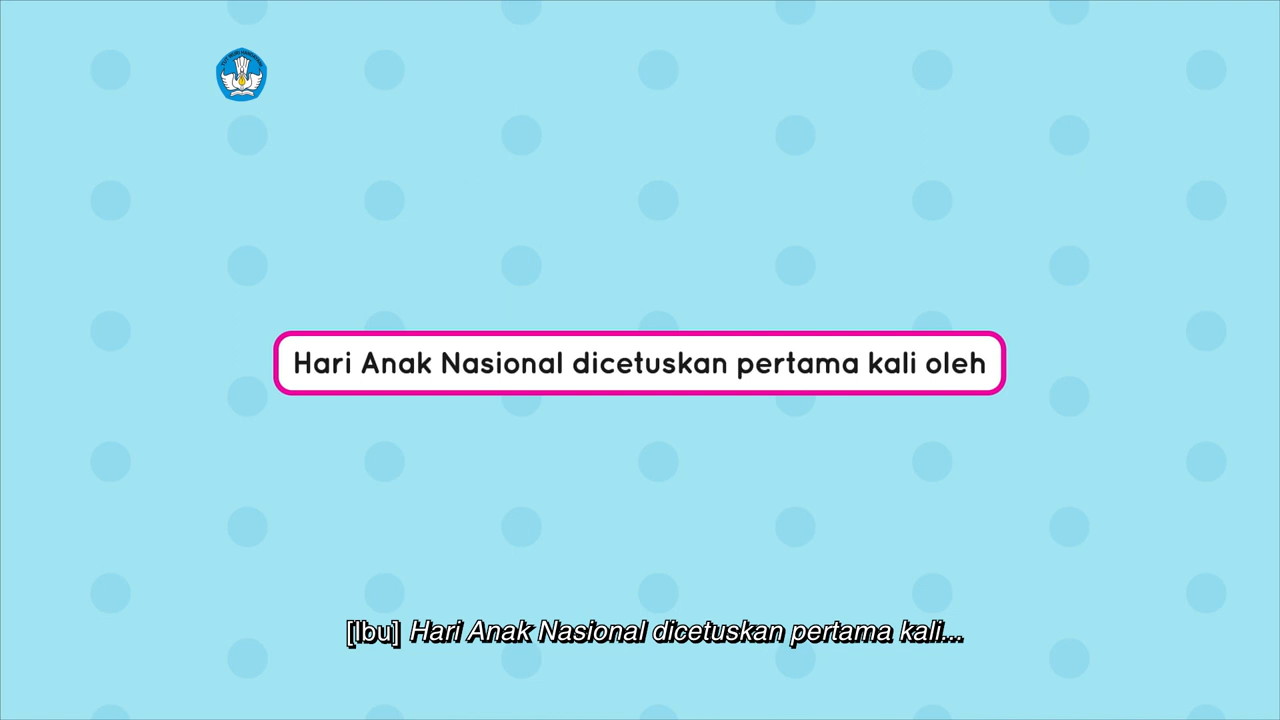 Hari Anak Nasional dicetuskan pertama kali oleh
[Ibu] Hari Anak Nasional dicetuskan pertama kali...